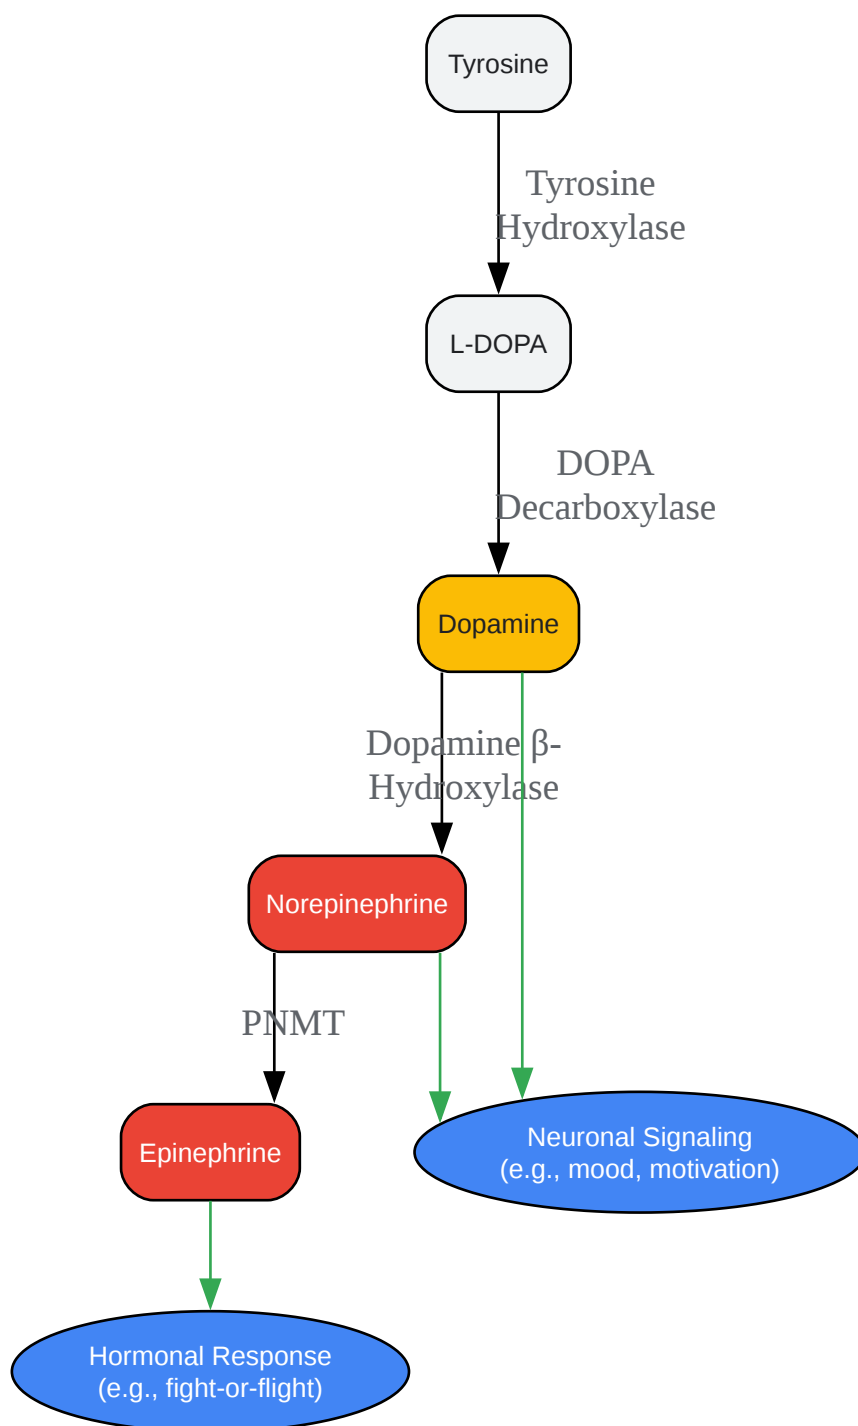 Tyrosine
Tyrosine
Hydroxylase
L-DOPA
DOPA
Decarboxylase
Dopamine
Dopamine β-
Hydroxylase
Norepinephrine
PNMT
Epinephrine
Neuronal Signaling
(e.g., mood, motivation)
Hormonal Response
(e.g., fight-or-flight)